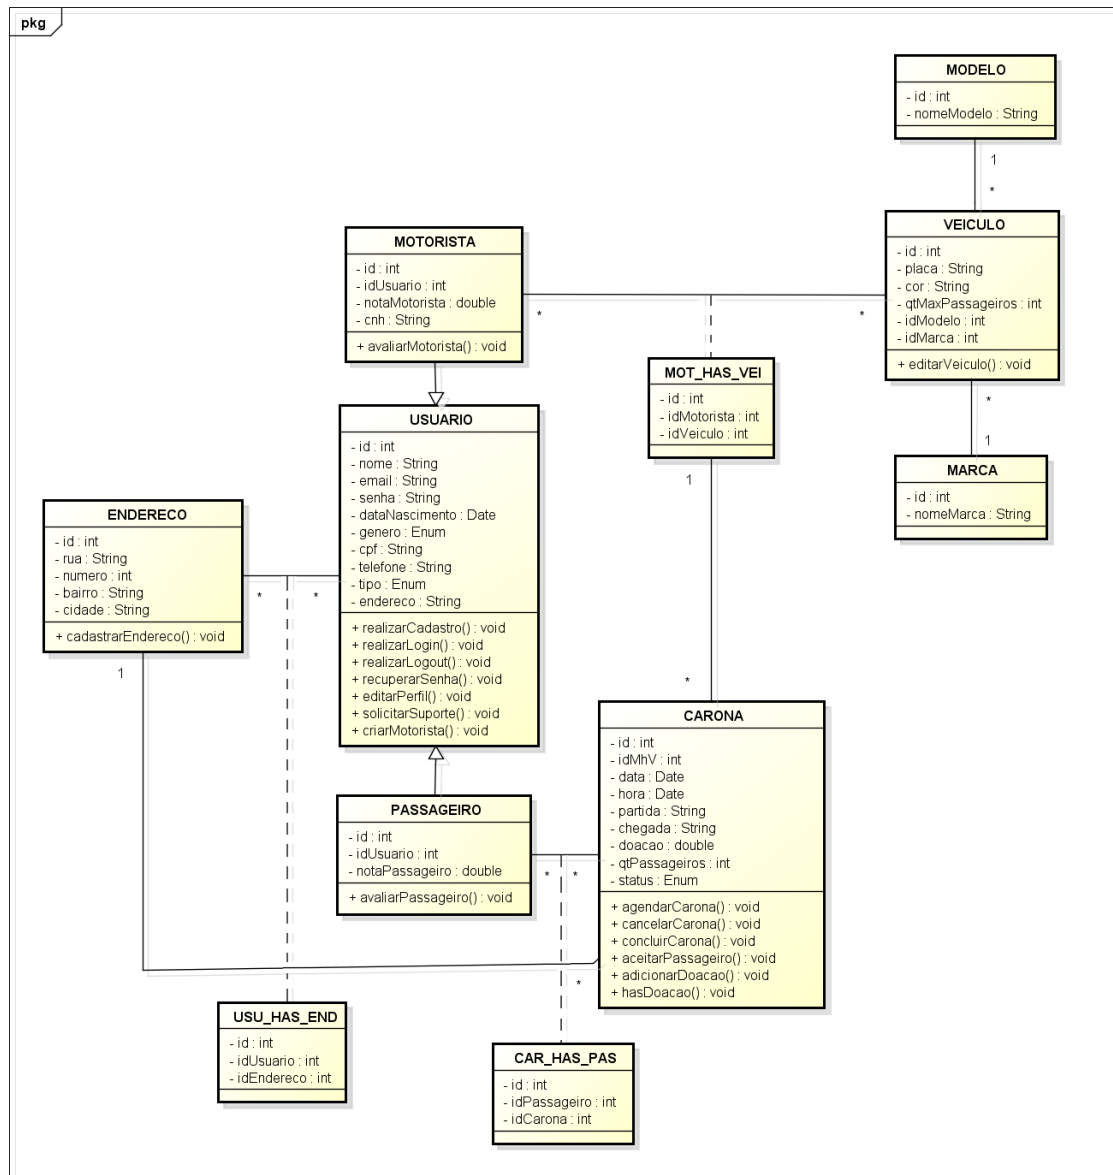 pkg
MODELO
- id : int
- nomeModelo : String
1
*
VEICULO
- id : int
- placa : String
- cor : String
- qtMaxPassageiros : int
- idModelo : int
- idMarca : int
+ editarVeiculo() : void
MOTORISTA
- id : int
- idUsuario : int
- notaMotorista : double
- cnh : String
+ avaliarMotorista() : void
*
*
MOT_HAS_VEI
- id : int
- idMotorista : int
- idVeiculo : int
*
1
MARCA
- id : int
- nomeMarca : String
USUARIO
- id : int
- nome : String
- email : String
- senha : String
- dataNascimento : Date
- genero : Enum
- cpf : String
- telefone : String
- tipo : Enum
- endereco : String
+ realizarCadastro() : void
+ realizarLogin() : void
+ realizarLogout() : void
+ recuperarSenha() : void
+ editarPerfil() : void
+ solicitarSuporte() : void
+ criarMotorista() : void
ENDERECO
- id : int
- rua : String
- numero : int
- bairro : String
- cidade : String
+ cadastrarEndereco() : void
*
*
1
1
*
CARONA
- id : int
- idMhV : int
- data : Date
- hora : Date
- partida : String
- chegada : String
- doacao : double
- qtPassageiros : int
- status : Enum
+ agendarCarona() : void
+ cancelarCarona() : void
+ concluirCarona() : void
+ aceitarPassageiro() : void
+ adicionarDoacao() : void
+ hasDoacao() : void
PASSAGEIRO
- id : int
- idUsuario : int
- notaPassageiro : double
+ avaliarPassageiro() : void
*
*
*
USU_HAS_END
- id : int
- idUsuario : int
- idEndereco : int
CAR_HAS_PAS
- id : int
- idPassageiro : int
- idCarona : int